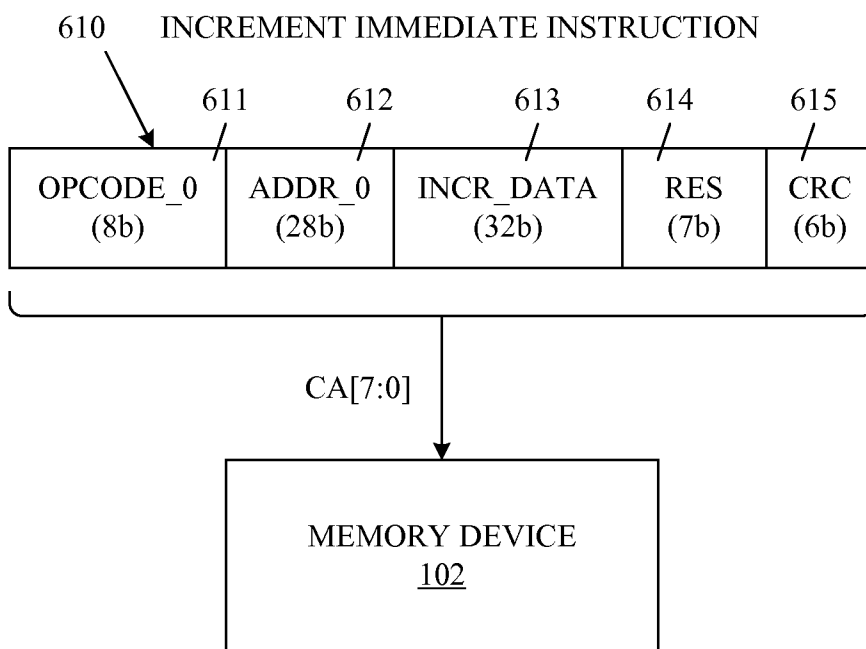 610 INCREMENT IMMEDIATE INSTRUCTION
611 612 613 614 615
OPCODE_0 ADDR_0 INCR_DATA RES CRC
(8b) (28b) (32b) (7b) (6b)
CA[7:0]
MEMORY DEVICE
102